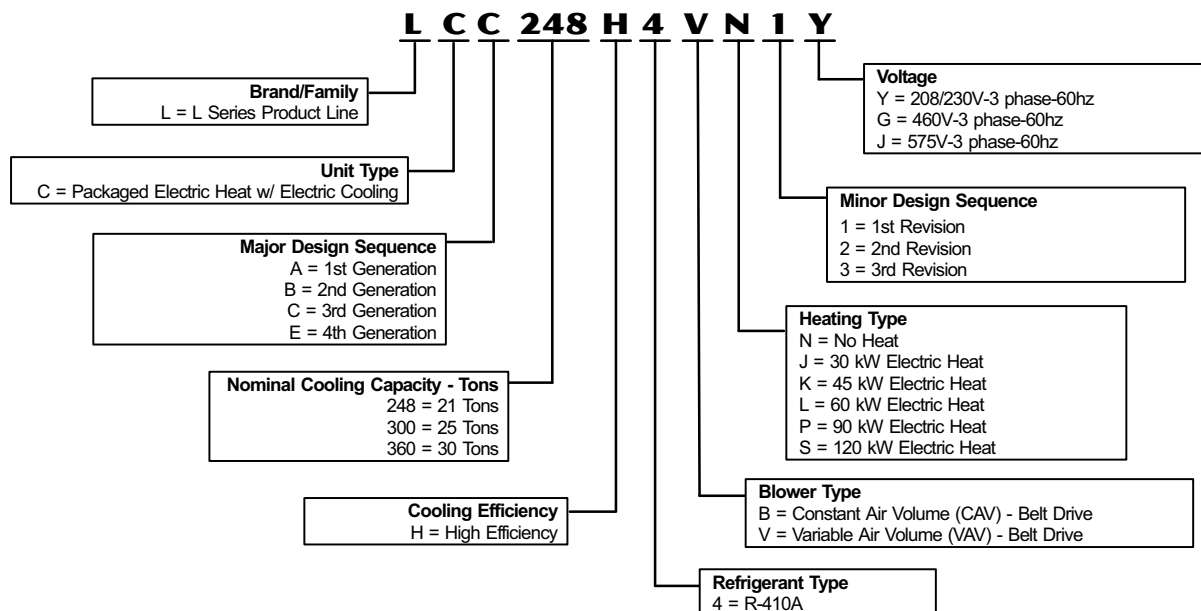 L C C 248 H 4 V N 1 Y
Brand/Family
L = L Series Product Line
Unit Type
C = Packaged Electric Heat w/ Electric Cooling
Major Design Sequence
A = 1st Generation
B = 2nd Generation
C = 3rd Generation
E = 4th Generation
Nominal Cooling Capacity - Tons
248 = 21 Tons
300 = 25 Tons
360 = 30 Tons
Cooling Efficiency
H = High Efficiency
Voltage
Y = 208/230V-3 phase-60hz
G = 460V-3 phase-60hz
J = 575V-3 phase-60hz
Minor Design Sequence
1 = 1st Revision
2 = 2nd Revision
3 = 3rd Revision
Heating Type
N = No Heat
J = 30 kW Electric Heat
K = 45 kW Electric Heat
L = 60 kW Electric Heat
P = 90 kW Electric Heat
S = 120 kW Electric Heat
Blower Type
B = Constant Air Volume (CAV) - Belt Drive
V = Variable Air Volume (VAV) - Belt Drive
Refrigerant Type
4 = R-410A